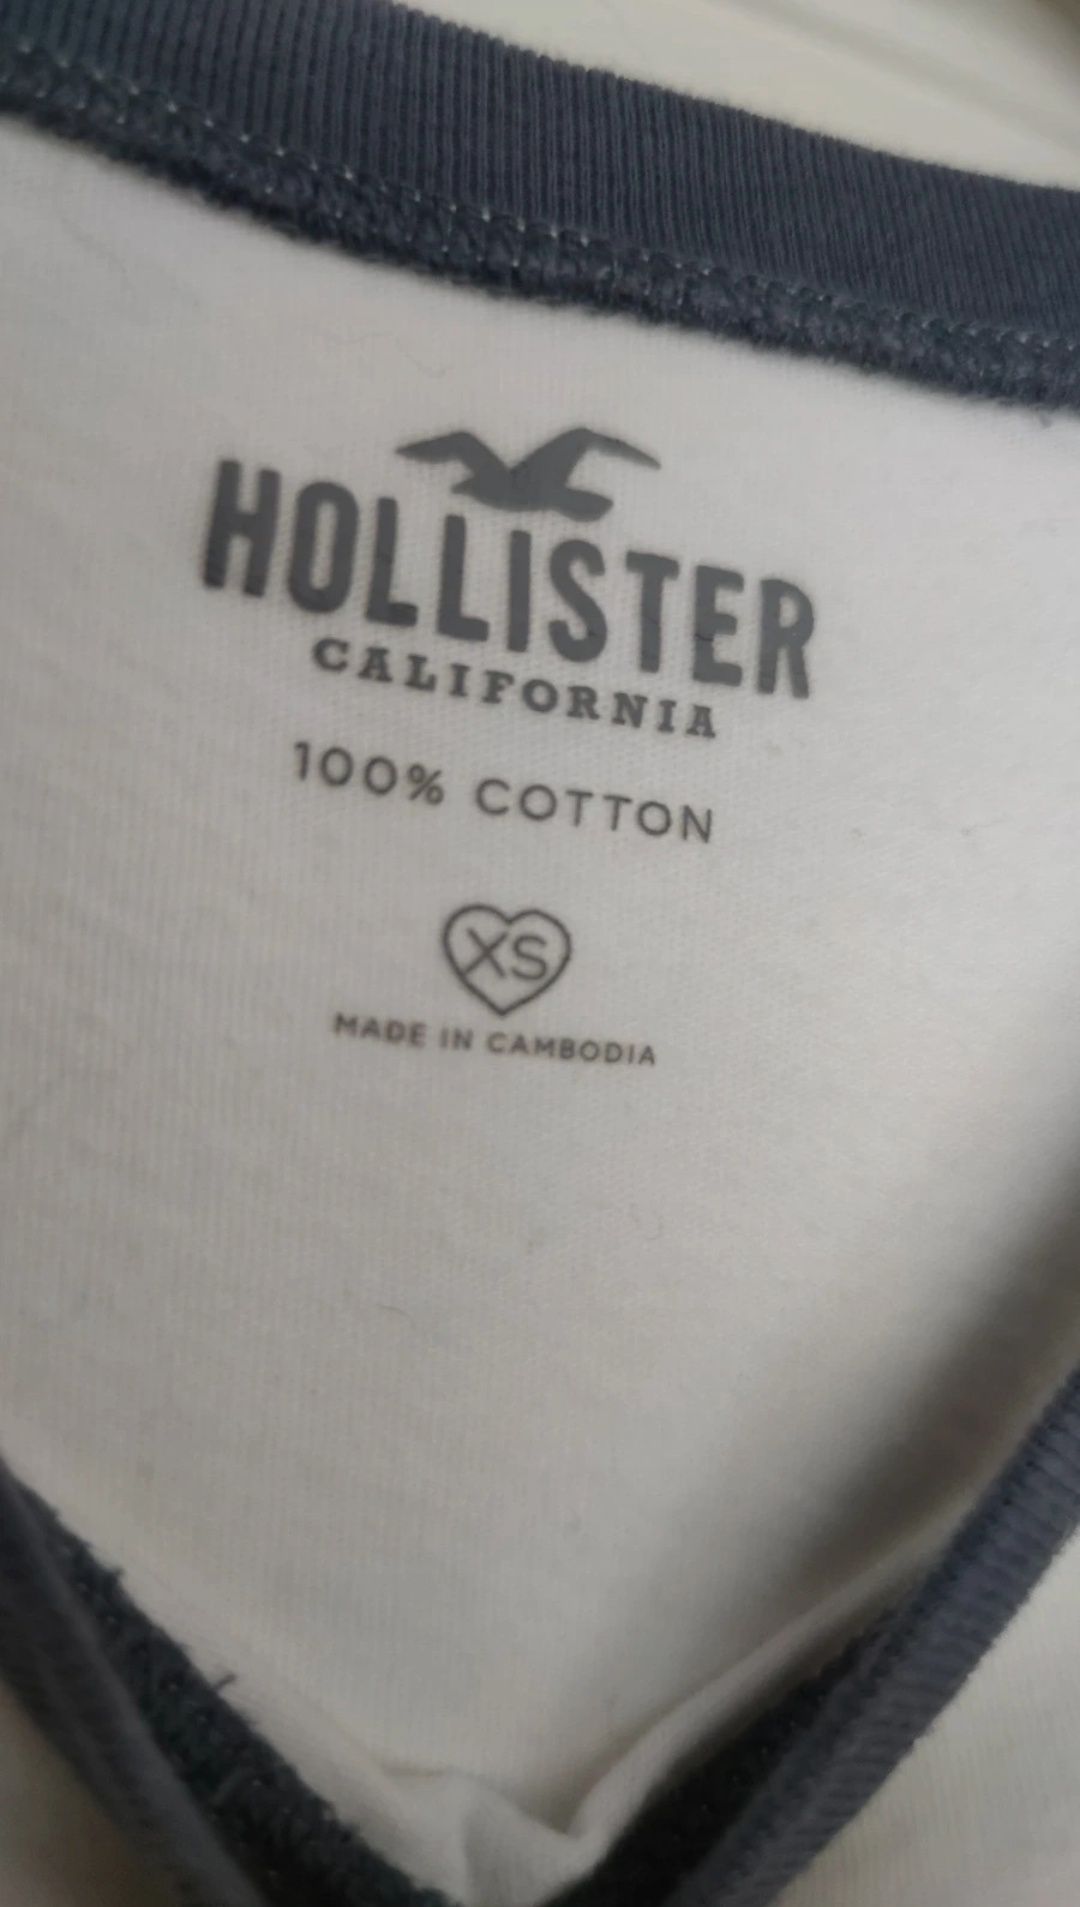 HOLLISTER
CALIFORNIA
100% COTTON
XS
MADE IN CAMBODIA